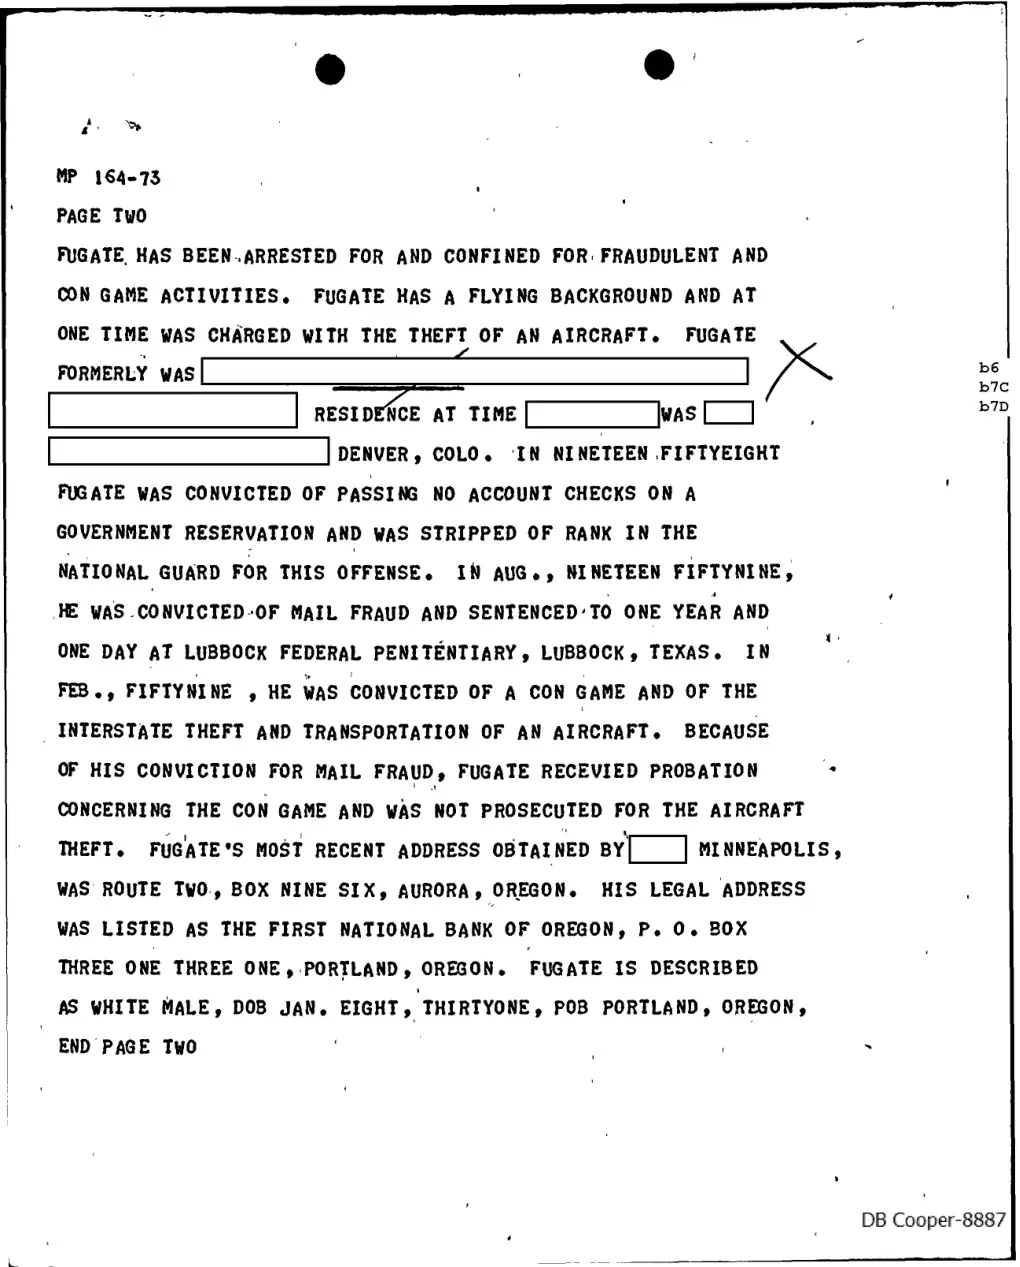 MP 164-73
PAGE TWO
FUGATE HAS BEEN ARRESTED FOR AND CONFINED FOR FRAUDULENT AND
CON GAME ACTIVITIES. FUGATE HAS A FLYING BACKGROUND AND AT
ONE TIME WAS CHARGED WITH THE THEFT OF AN AIRCRAFT. FUGATE
FORMERLY WAS
b6
b7C
RESIDENCE AT TIME WAS
b7D
DENVER, COLO. IN NINETEEN FIFTYEIGHT
FUGATE WAS CONVICTED OF PASSING NO ACCOUNT CHECKS ON A
GOVERNMENT RESERVATION AND WAS STRIPPED OF RANK IN THE
NATIONAL GUARD FOR THIS OFFENSE. IN AUG., NINETEEN FIFTYNINE,
HE WAS CONVICTED OF MAIL FRAUD AND SENTENCED TO ONE YEAR AND
ONE DAY AT LUBBOCK FEDERAL PENITENTIARY, LUBBOCK, TEXAS. IN
FEB., FIFTYNINE , HE WAS CONVICTED OF A CON GAME AND OF THE
INTERSTATE THEFT AND TRANSPORTATION OF AN AIRCRAFT. BECAUSE
OF HIS CONVICTION FOR MAIL FRAUD, FUGATE RECEVIED PROBATION
CONCERNING THE CON GAME AND WAS NOT PROSECUTED FOR THE AIRCRAFT
THEFT. FUGATE'S MOST RECENT ADDRESS OBTAINED BY MINNEAPOLIS,
WAS ROUTE TWO, BOX NINE SIX, AURORA, OREGON. HIS LEGAL ADDRESS
WAS LISTED AS THE FIRST NATIONAL BANK OF OREGON, P. O. BOX
THREE ONE THREE ONE, PORTLAND, OREGON. FUGATE IS DESCRIBED
AS WHITE MALE, DOB JAN. EIGHT, THIRTYONE, POB PORTLAND, OREGON,
END PAGE TWO
DB Cooper-8887